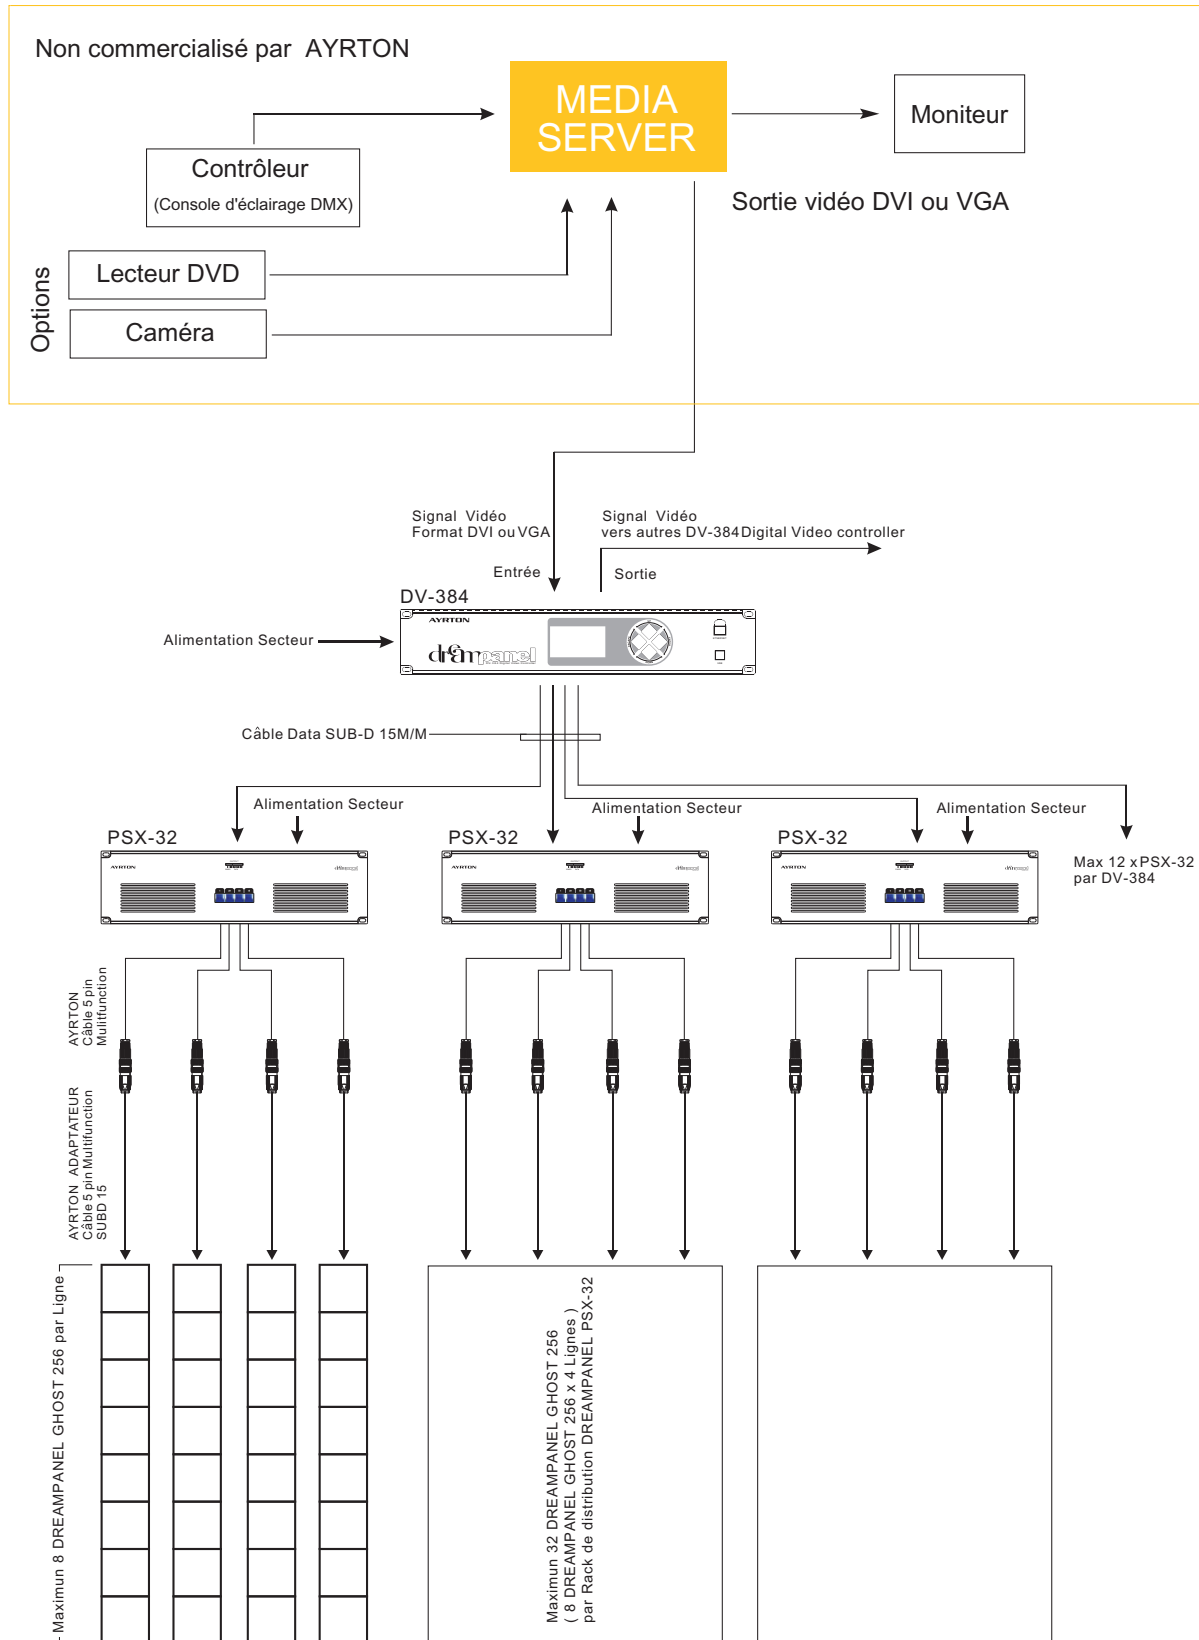 Non commercialisé par AYRTON
MEDIA
SERVER
Moniteur
Contrôleur
(Console d'éclairage DMX)
Sortie vidéo DVI ou VGA
Options
Lecteur DVD
Caméra
Signal Vidéo
Format DVI ou VGA
Signal Vidéo
vers autres DV-384 Digital Video controller
Entrée
Sortie
DV-384
AYRTON
dreampanel
Alimentation Secteur
Câble Data SUB-D 15M/M
Alimentation Secteur
Alimentation Secteur
Alimentation Secteur
PSX-32
PSX-32
PSX-32
AYRTON
AYRTON
AYRTON
Max 12 x PSX-32
par DV-384
AYRTON
Câble 5 pin
Mulitfunction
AYRTON ADAPTATEUR
Câble 5 pin Multifunction
SUBD 15
Maximun 8 DREAMPANEL GHOST 256 par Ligne
Maximun 32 DREAMPANEL GHOST 256
( 8 DREAMPANEL GHOST 256 x 4 Lignes )
par Rack de distribution DREAMPANEL PSX-32